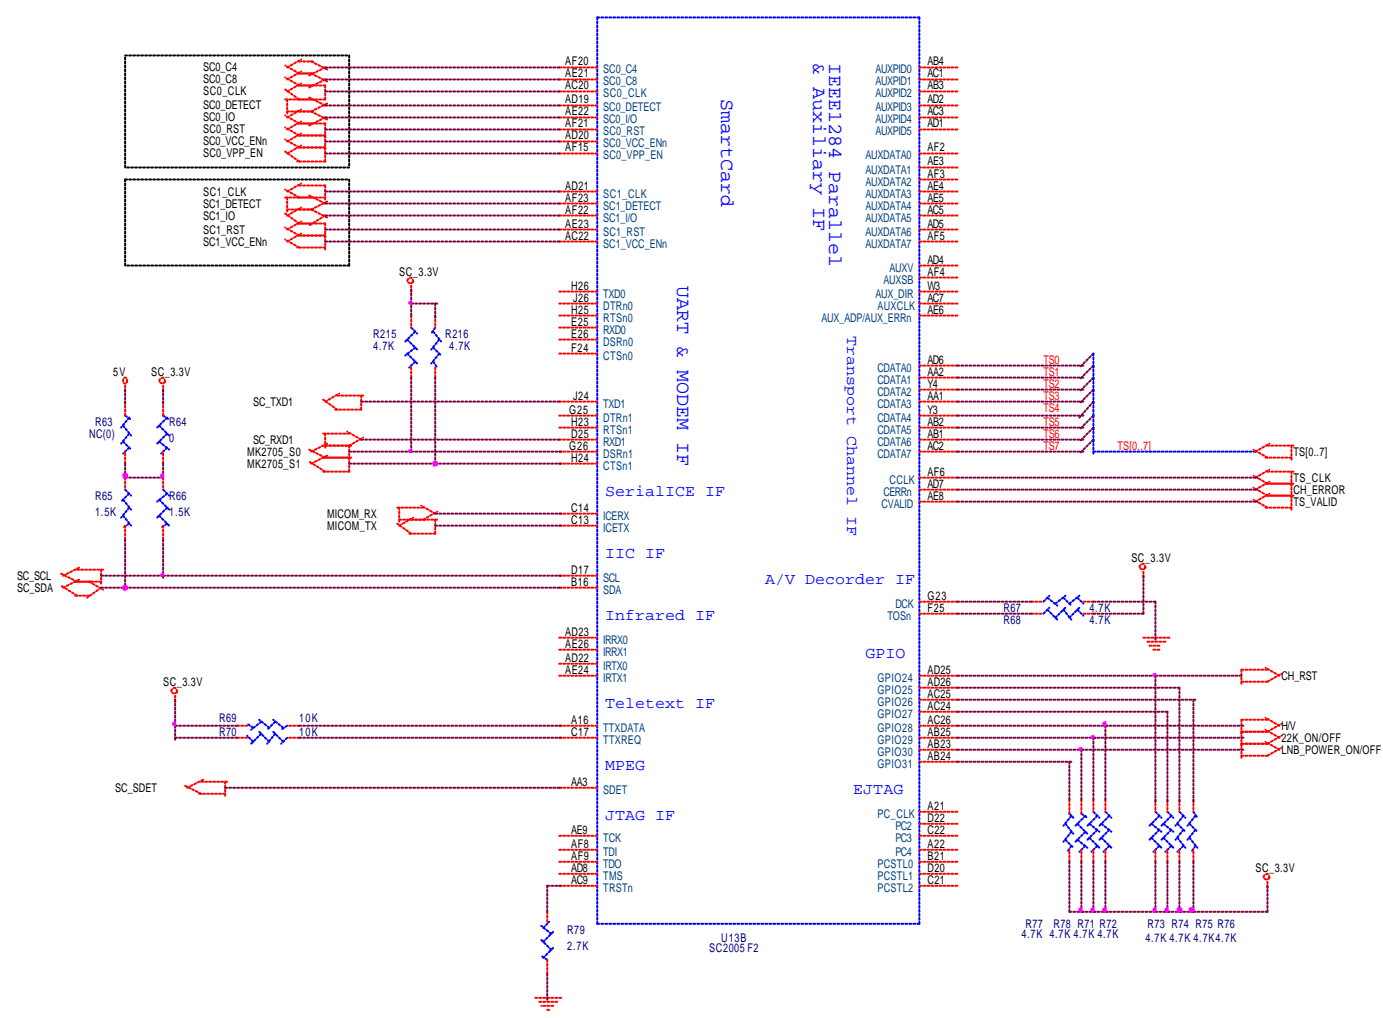 SC0_C4
SC0_C8
SC0_CLK
SC0_DETECT
SC0_IO
SC0_RST
SC0_VCC_ENn
SC0_VPP_EN
AF20
AE21
AC20
AD19
AE22
AF21
AD20
AF15
SC0_C4
SC0_C8
SC0_CLK
SC0_DETECT
SC0_I/O
SC0_RST
SC0_VCC_ENn
SC0_VPP_EN
SmartCard
IEEE1284 Parallel
& Auxiliary IF
AUXPID0
AUXPID1
AUXPID2
AUXPID3
AUXPID4
AUXPID5
AB4
AC1
AB3
AD2
AC3
AD1
AUXDATA0
AUXDATA1
AUXDATA2
AUXDATA3
AUXDATA4
AUXDATA5
AUXDATA6
AUXDATA7
AF2
AE3
AF3
AE4
AE5
AC5
AD5
AF5
SC1_CLK
SC1_DETECT
SC1_IO
SC1_RST
SC1_VCC_ENn
AD21
AF23
AF22
AE23
AC22
SC1_CLK
SC1_DETECT
SC1_I/O
SC1_RST
SC1_VCC_ENn
AUXV
AUXSB
AUX_DIR
AUXCLK
AUX_ADP/AUX_ERRn
AD4
AF4
W3
AC7
AE6
SC_3.3V
R215
4.7K
R216
4.7K
H26
J26
H25
E25
E26
F24
TXD0
DTRn0
RTSn0
RXD0
DSRn0
CTSn0
UART & MODEM IF
Transport Channel IF
CDATA0
CDATA1
CDATA2
CDATA3
CDATA4
CDATA5
CDATA6
CDATA7
AD6
AA2
Y4
AA1
Y3
AB2
AB1
AC2
TS0
TS1
TS2
TS3
TS4
TS5
TS6
TS7
TS[0..7]
TS[0..7]
5V
SC_3.3V
R63
NC(0)
R64
0
R65
1.5K
R66
1.5K
SC_TXD1
SC_RXD1
MK2705_S0
MK2705_S1
J24
G25
H23
D25
G26
H24
TXD1
DTRn1
RTSn1
RXD1
DSRn1
CTSn1
CCLK
CERRn
CVALID
AF6
AD7
AE8
TS_CLK
CH_ERROR
TS_VALID
SerialICE IF
MICOM_RX
MICOM_TX
C14
C13
ICERX
ICETX
IIC IF
SC_SCL
SC_SDA
D17
B16
SCL
SDA
A/V Decorder IF
DCK
TOSn
G23
F25
R67
R68
4.7K
4.7K
SC_3.3V
Infrared IF
AD23
AE26
AD22
AE24
IRRX0
IRRX1
IRTX0
IRTX1
GPIO
GPIO24
GPIO25
GPIO26
GPIO27
GPIO28
GPIO29
GPIO30
GPIO31
AD25
AD26
AC25
AC24
AC26
AB25
AB23
AB24
CH_RST
H/V
22K_ON/OFF
LNB_POWER_ON/OFF
SC_3.3V
Teletext IF
R69
R70
10K
10K
A16
C17
TTXDATA
TTXREQ
MPEG
SC_SDET
AA3
SDET
EJTAG
PC_CLK
PC2
PC3
PC4
PCSTL0
PCSTL1
PCSTL2
A21
D22
C22
A22
B21
D20
C21
JTAG IF
AE9
AF8
AF9
AD8
AC9
TCK
TDI
TDO
TMS
TRSTn
R79
2.7K
SC_3.3V
R77 R78 R71 R72 R73 R74 R75 R76
4.7K 4.7K 4.7K 4.7K 4.7K 4.7K 4.7K 4.7K
U13B
SC2005 F2